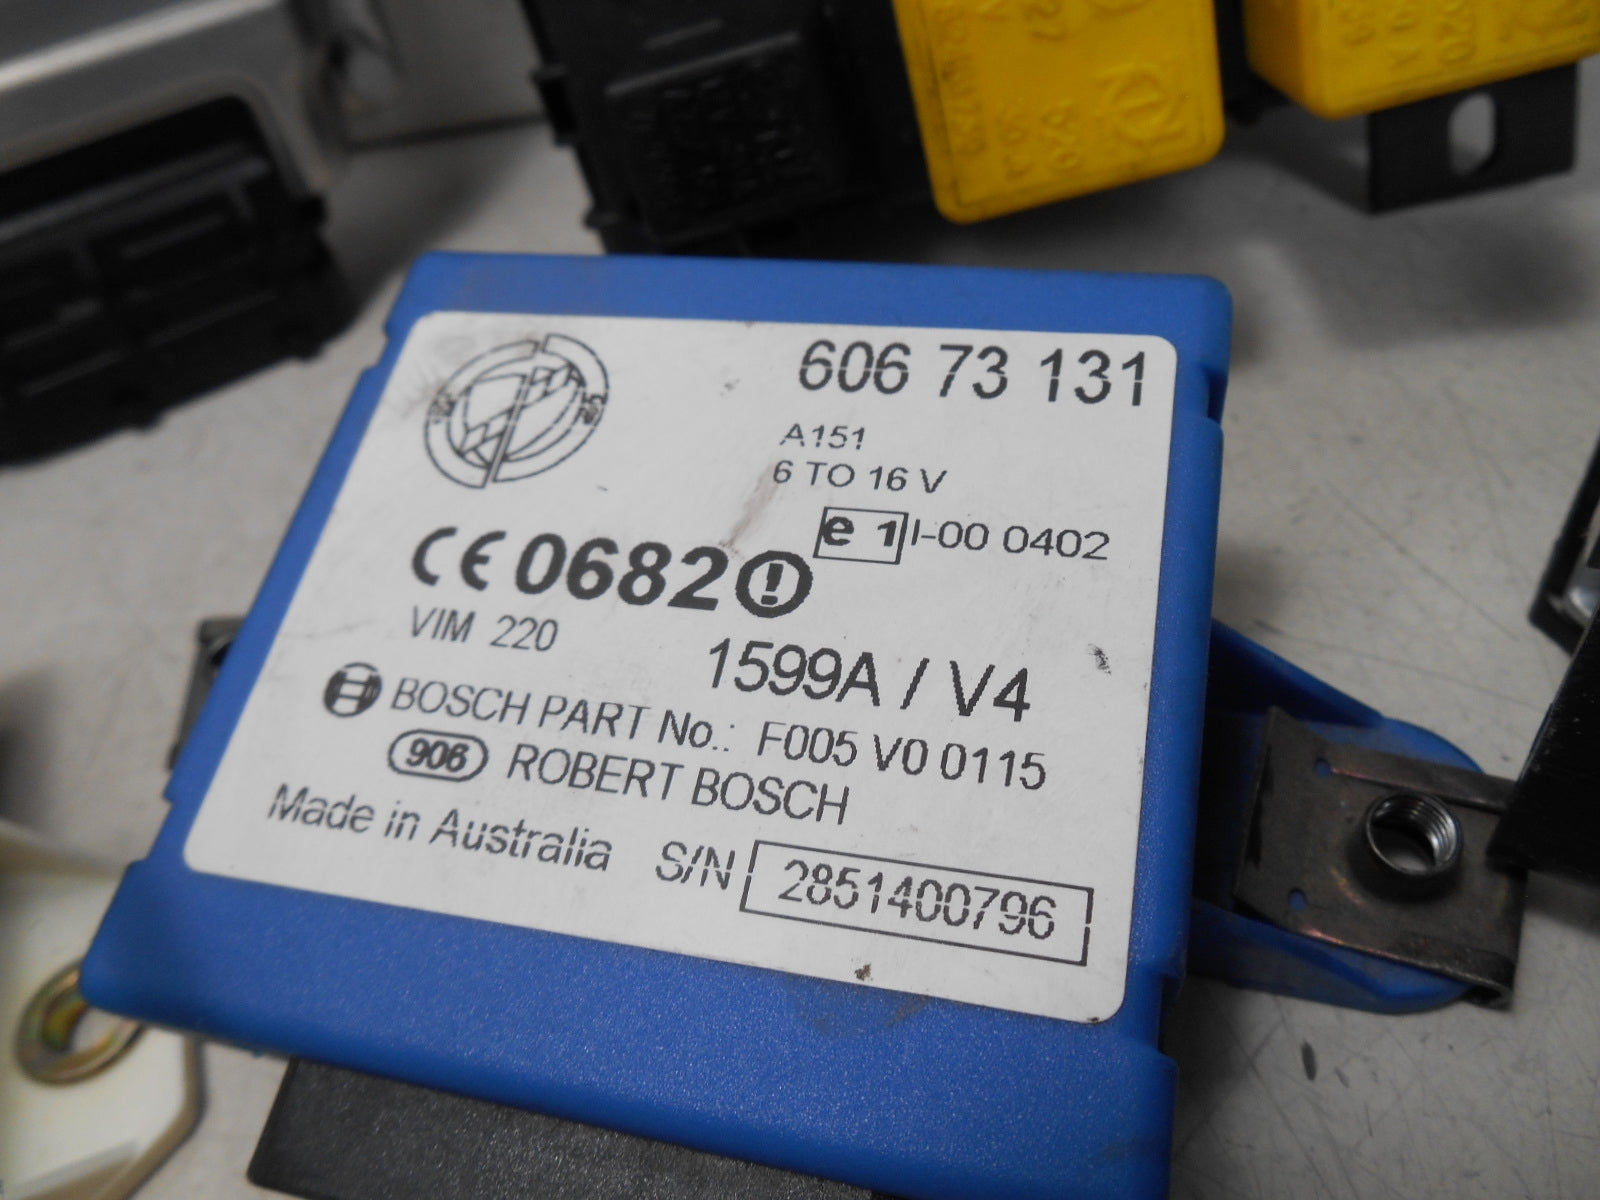 606 73 131
A151
6 TO 16 V
e 1 I-00 0402
CE 0682 !
VIM 220
1599A / V4
BOSCH PART No.: F005 V0 0115
906 ROBERT BOSCH
Made in Australia S/N 2851400796